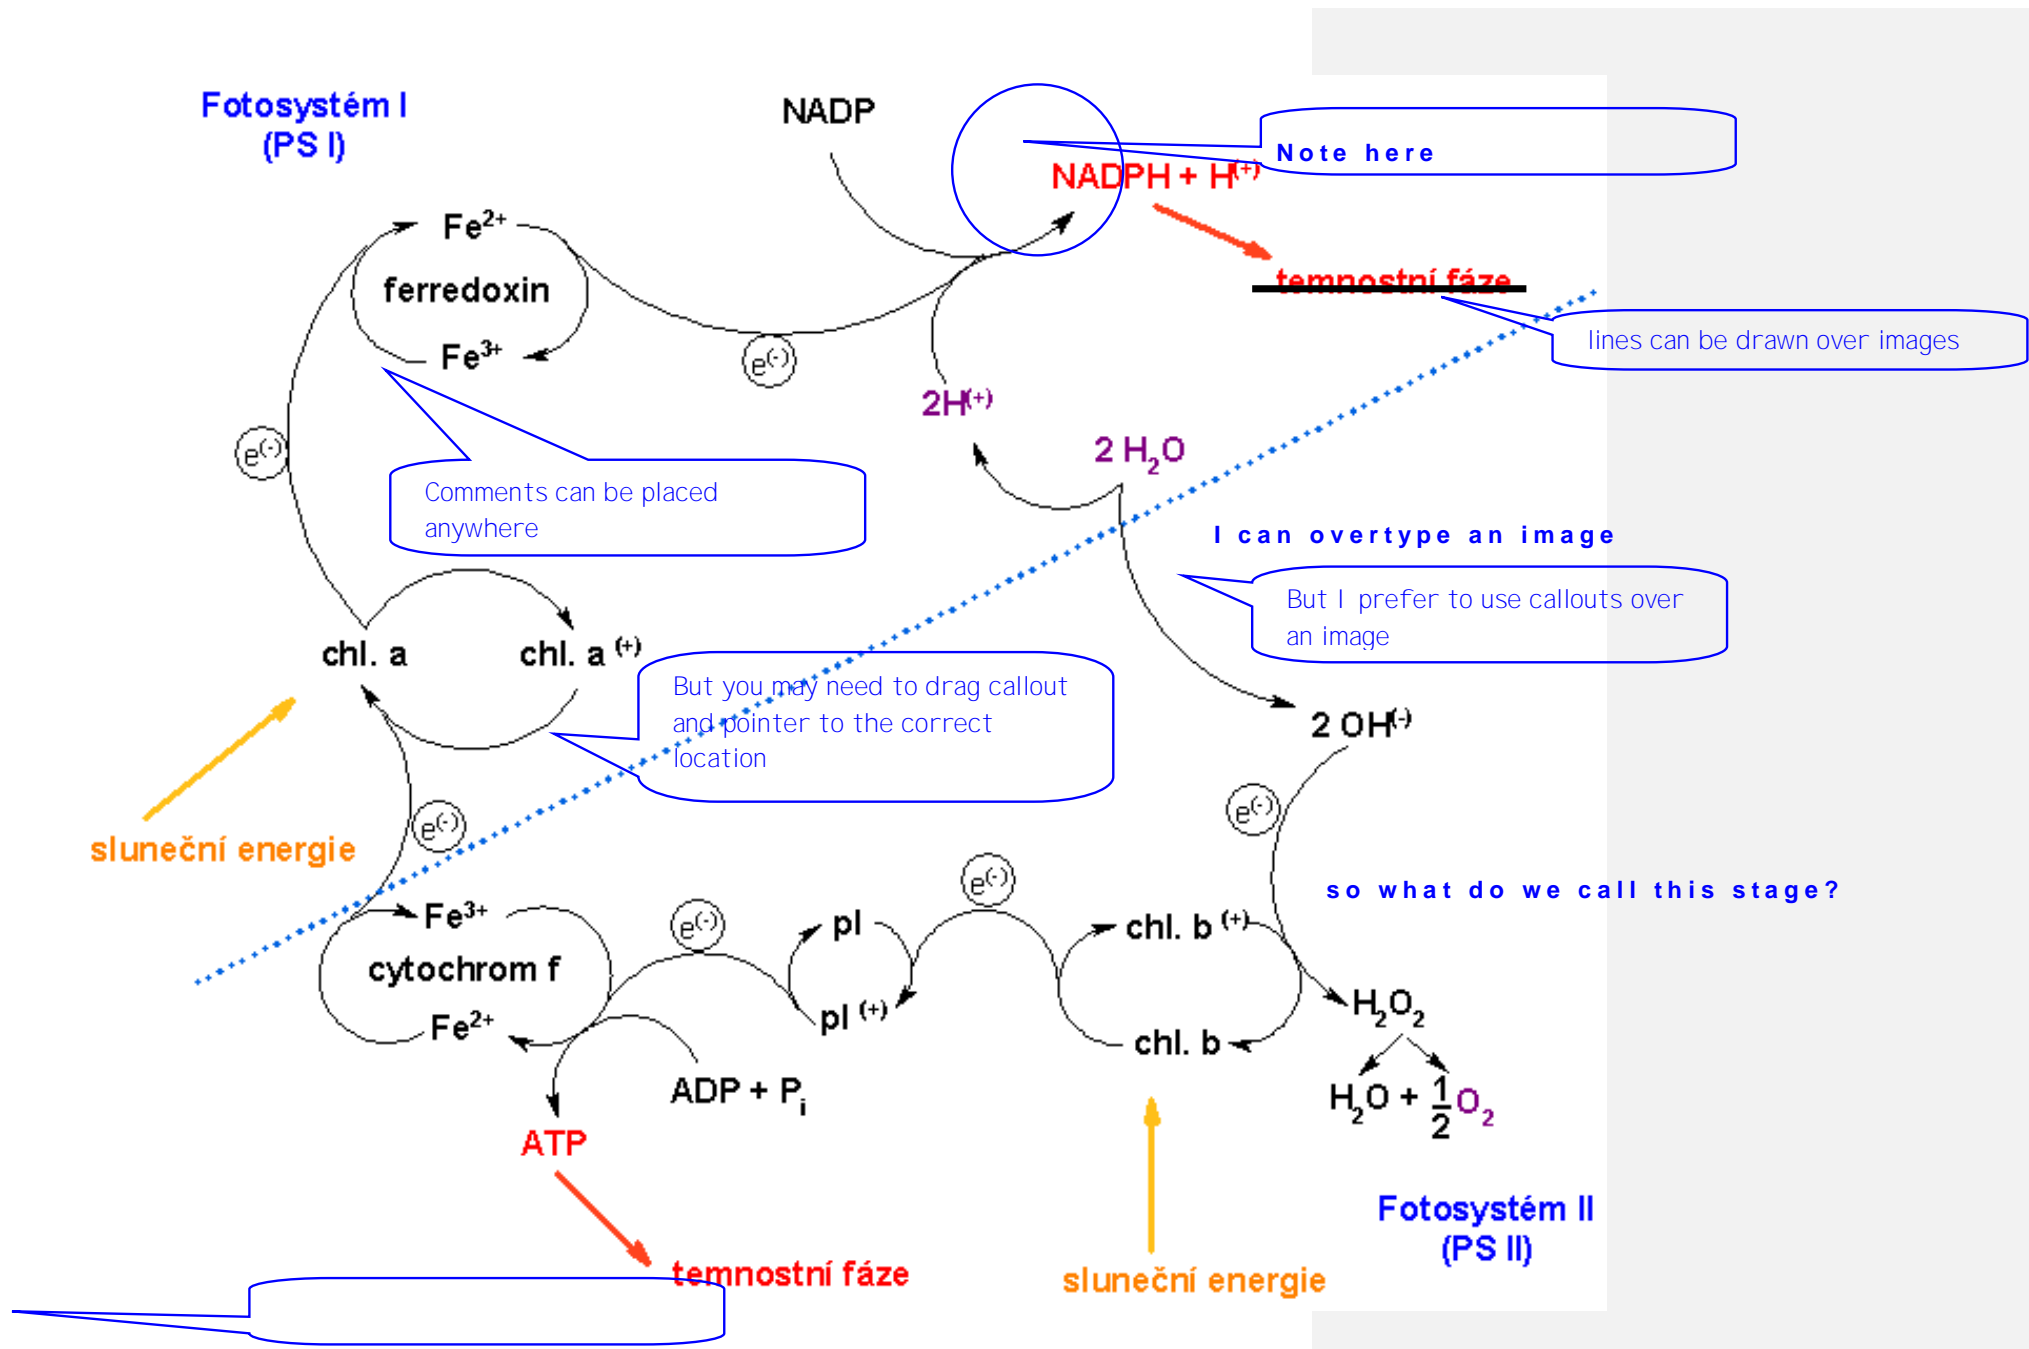 Fotosystém I
(PS I)
NADP
Note here
NADPH + H(+)
Fe2+
ferredoxin
Fe3+
temnostní fáze
lines can be drawn over images
e(-)
2H(+)
e(-)
2 H2O
Comments can be placed
anywhere
I can overtype an image
But I prefer to use callouts over
an image
chl. a
chl. a (+)
But you may need to drag callout
and pointer to the correct
location
2 OH(-)
e(-)
e(-)
sluneční energie
e(-)
so what do we call this stage?
Fe3+
e(-)
pl
chl. b (+)
cytochrom f
Fe2+
pl (+)
H2O2
chl. b
ADP + Pi
H2O + 1/2 O2
ATP
Fotosystém II
(PS II)
temnostní fáze
sluneční energie